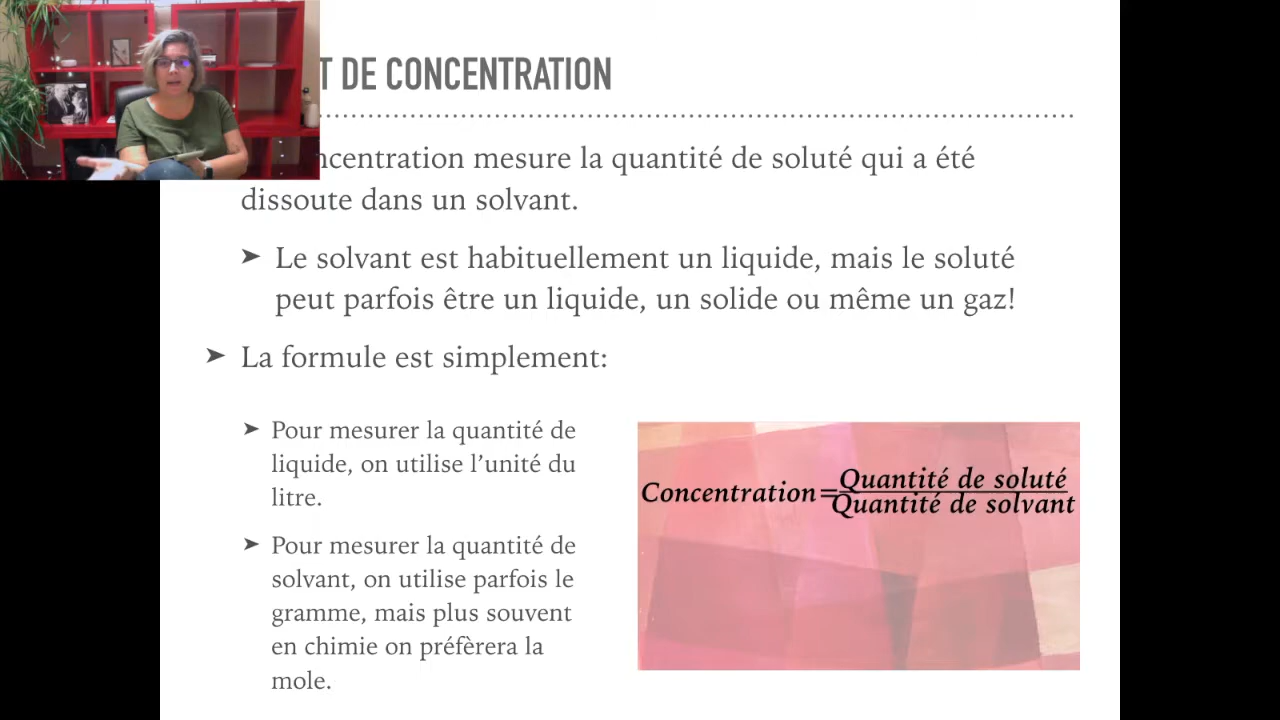 T DE CONCENTRATION
ncentration mesure la quantité de soluté qui a été
dissoute dans un solvant.
➤ Le solvant est habituellement un liquide, mais le soluté
peut parfois être un liquide, un solide ou même un gaz!
➤ La formule est simplement:
➤ Pour mesurer la quantité de
liquide, on utilise l’unité du
litre.
➤ Pour mesurer la quantité de
solvant, on utilise parfois le
gramme, mais plus souvent
en chimie on préfèrera la
mole.
Quantité de soluté
Concentration=
Quantité de solvant